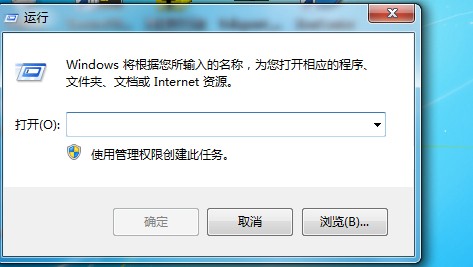 运行
Windows 将根据您所输入的名称，为您打开相应的程序、
文件夹、文档或 Internet 资源。
打开(O):
使用管理权限创建此任务。
确定
取消
浏览(B)...